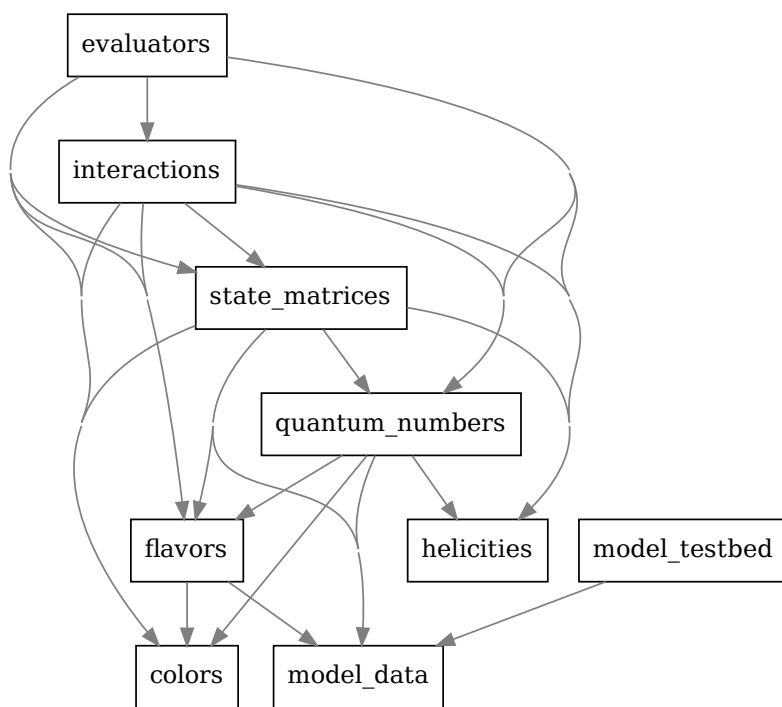 evaluators
interactions
state_matrices
quantum_numbers
flavors
helicities
model_testbed
colors
model_data